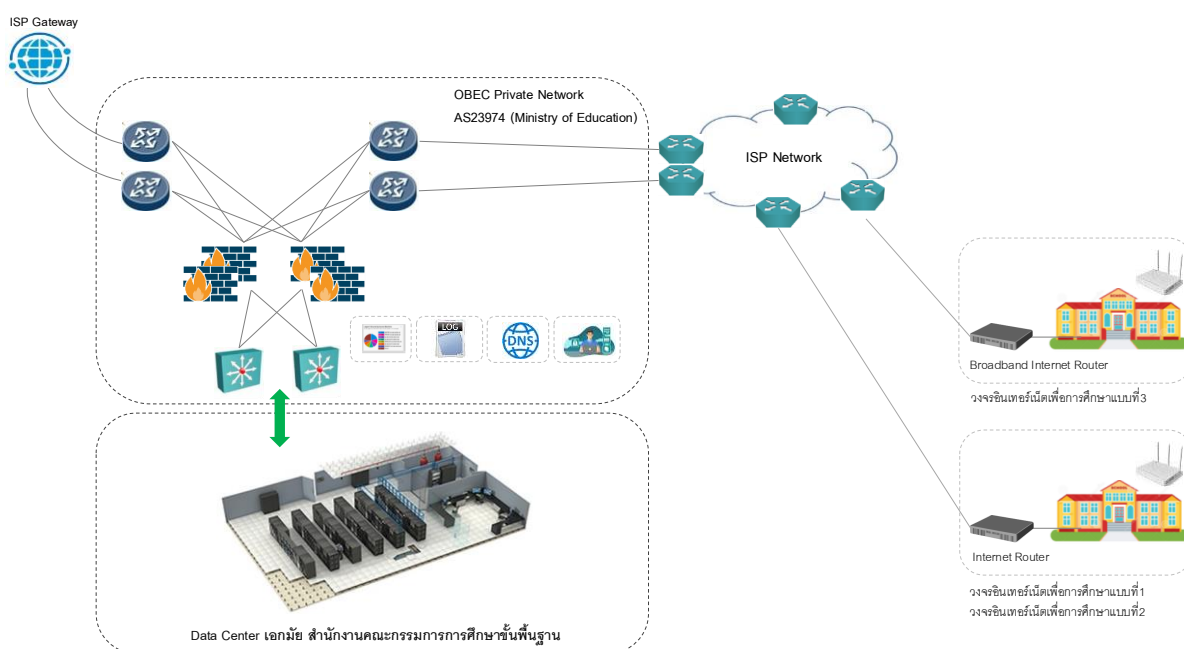 ISP Gateway
OBEC Private Network
AS23974 (Ministry of Education)
ISP Network
LOG
DNS
Broadband Internet Router
วงจรอินเทอร์เน็ตเพื่อการศึกษาแบบที่3
Internet Router
วงจรอินเทอร์เน็ตเพื่อการศึกษาแบบที่1
วงจรอินเทอร์เน็ตเพื่อการศึกษาแบบที่2
Data Center เอกมัย สำนักงานคณะกรรมการการศึกษาขั้นพื้นฐาน